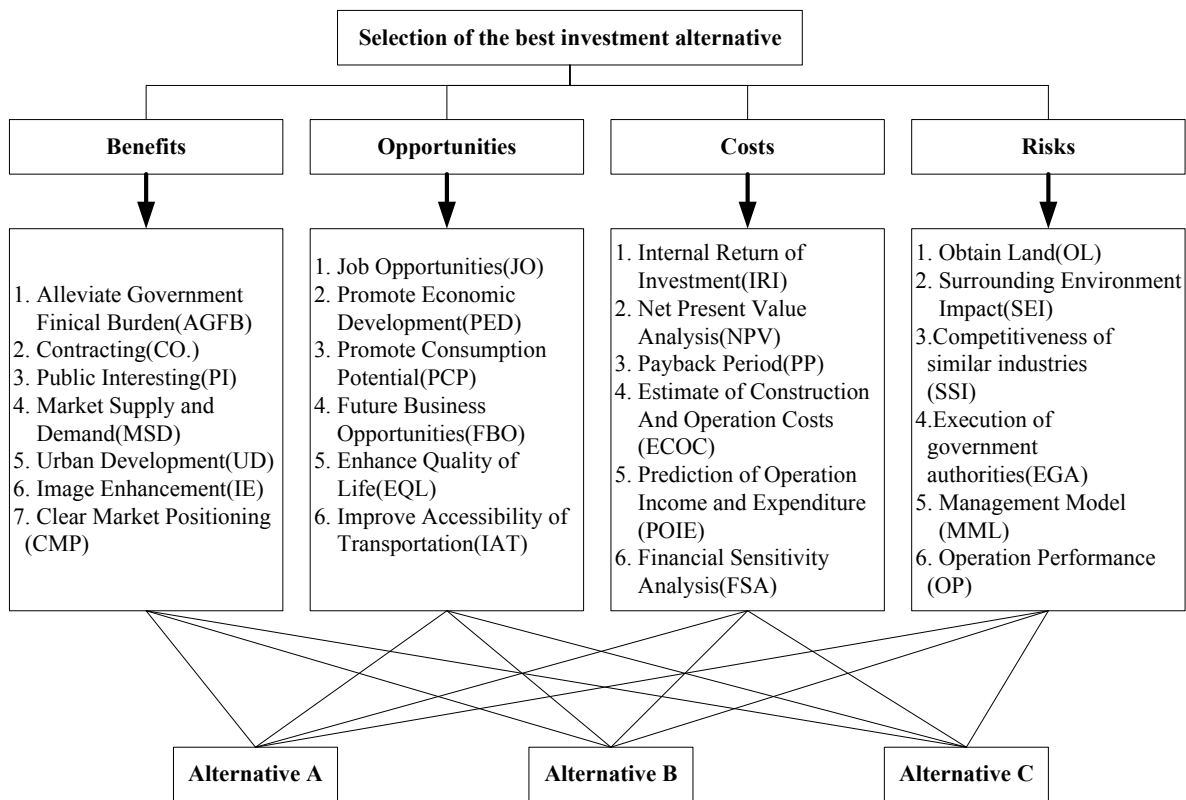 Selection of the best investment alternative
Benefits
Opportunities
Costs
Risks
1. Alleviate Government
Finical Burden(AGFB)
2. Contracting(CO.)
3. Public Interesting(PI)
4. Market Supply and
Demand(MSD)
5. Urban Development(UD)
6. Image Enhancement(IE)
7. Clear Market Positioning
(CMP)
1. Job Opportunities(JO)
2. Promote Economic
Development(PED)
3. Promote Consumption
Potential(PCP)
4. Future Business
Opportunities(FBO)
5. Enhance Quality of
Life(EQL)
6. Improve Accessibility of
Transportation(IAT)
1. Internal Return of
Investment(IRI)
2. Net Present Value
Analysis(NPV)
3. Payback Period(PP)
4. Estimate of Construction
And Operation Costs
(ECOC)
5. Prediction of Operation
Income and Expenditure
(POIE)
6. Financial Sensitivity
Analysis(FSA)
1. Obtain Land(OL)
2. Surrounding Environment
Impact(SEI)
3.Competitiveness of
similar industries
(SSI)
4.Execution of
government
authorities(EGA)
5. Management Model
(MML)
6. Operation Performance
(OP)
Alternative A
Alternative B
Alternative C